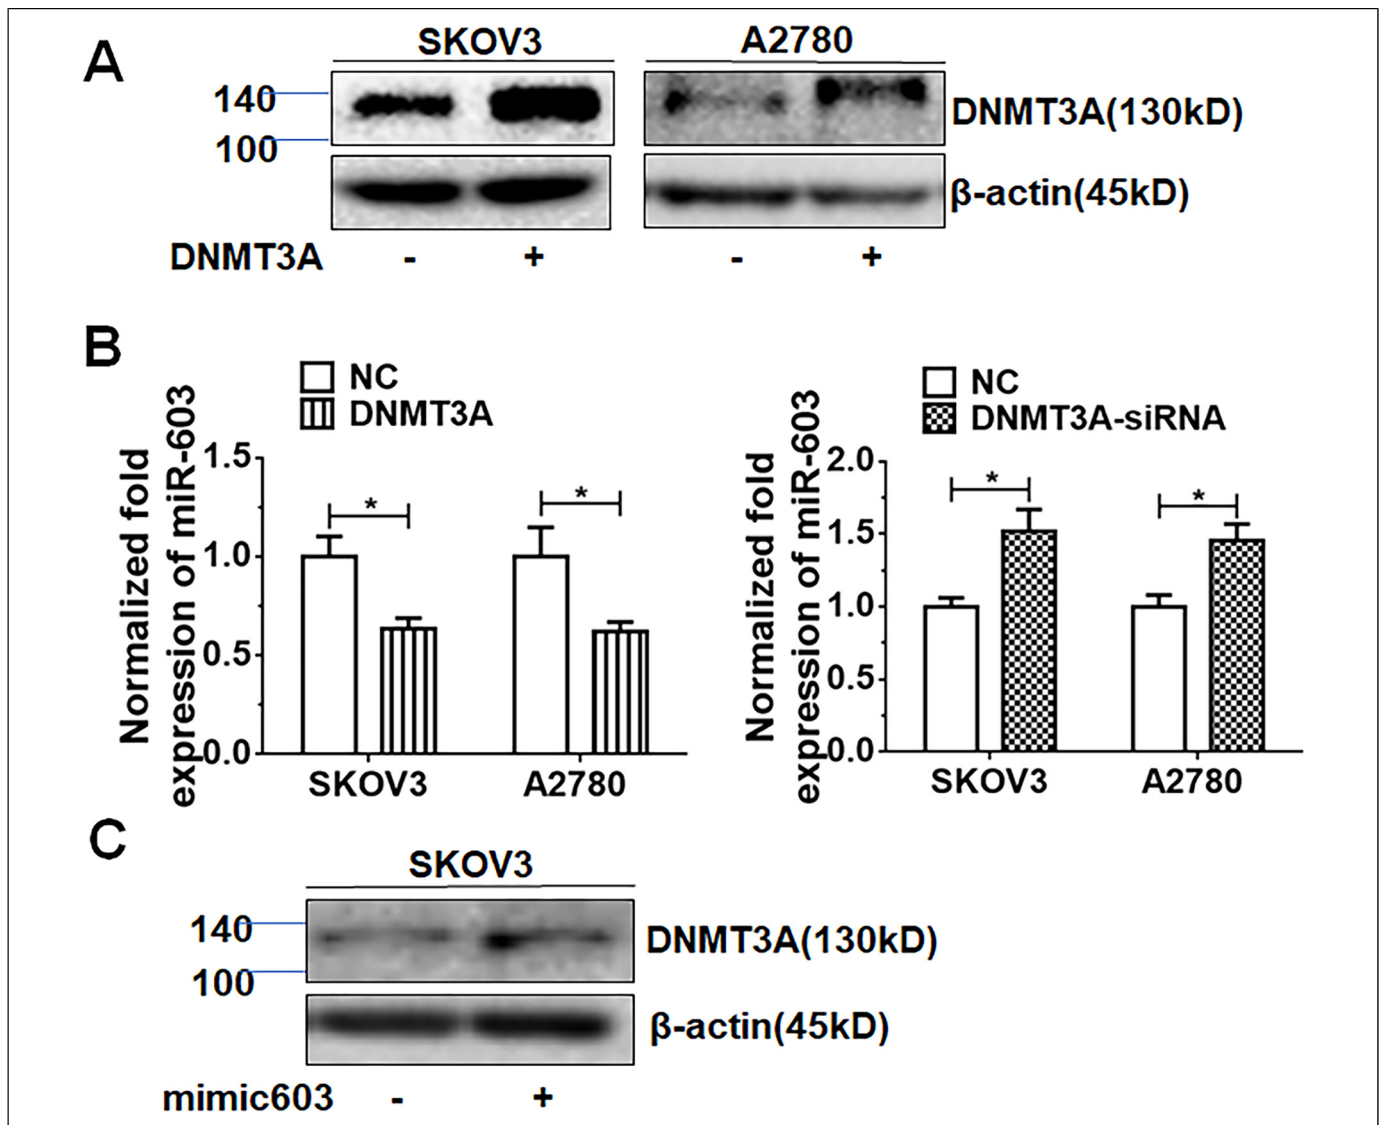 A
SKOV3
A2780
140
100
DNMT3A(130kD)
β-actin(45kD)
DNMT3A - + - +
B
NC
DNMT3A
Normalized fold
expression of miR-603
1.5
1.0
0.5
0.0
*
*
SKOV3
A2780
NC
DNMT3A-siRNA
Normalized fold
expression of miR-603
2.0
1.5
1.0
0.5
0.0
*
*
SKOV3
A2780
C
SKOV3
140
100
DNMT3A(130kD)
β-actin(45kD)
mimic603 - +